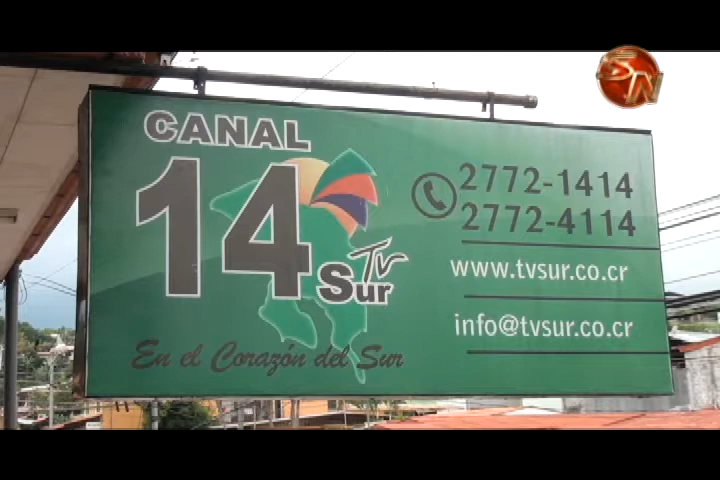 SN
CANAL
14
TV
Sur
En el Corazón del Sur
2772-1414
2772-4114
www.tvsur.co.cr
info@tvsur.co.cr